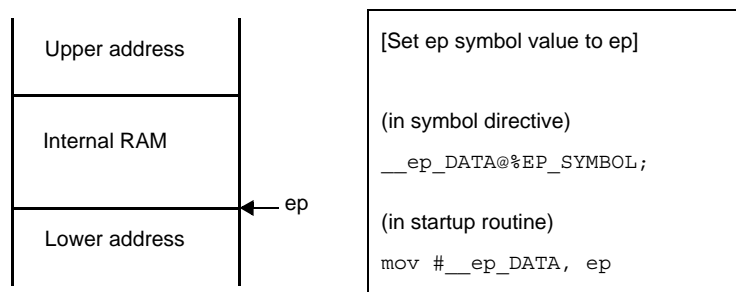 Upper address
Internal RAM
ep
Lower address
[Set ep symbol value to ep]
(in symbol directive)
__ep_DATA@%EP_SYMBOL;
(in startup routine)
mov #__ep_DATA, ep